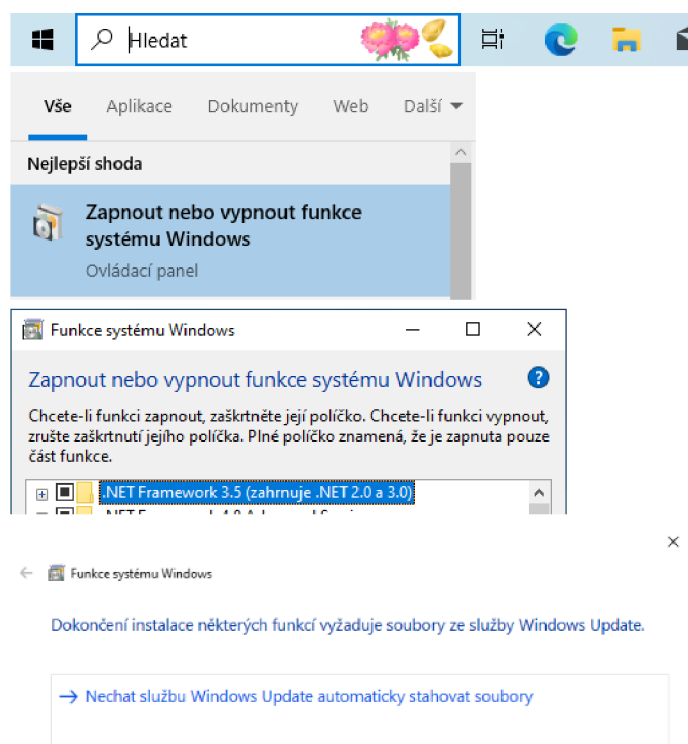 Hledat
Vše Aplikace Dokumenty Web Další
Nejlepší shoda
Zapnout nebo vypnout funkce
systému Windows
Ovládací panel
Funkce systému Windows
Zapnout nebo vypnout funkce systému Windows
Chcete-li funkci zapnout, zaškrtněte její políčko. Chcete-li funkci vypnout,
zrušte zaškrtnutí jejího políčka. Plné políčko znamená, že je zapnuta pouze
část funkce.
.NET Framework 3.5 (zahrnuje .NET 2.0 a 3.0)
Funkce systému Windows
Dokončení instalace některých funkcí vyžaduje soubory ze služby Windows Update.
Nechat službu Windows Update automaticky stahovat soubory